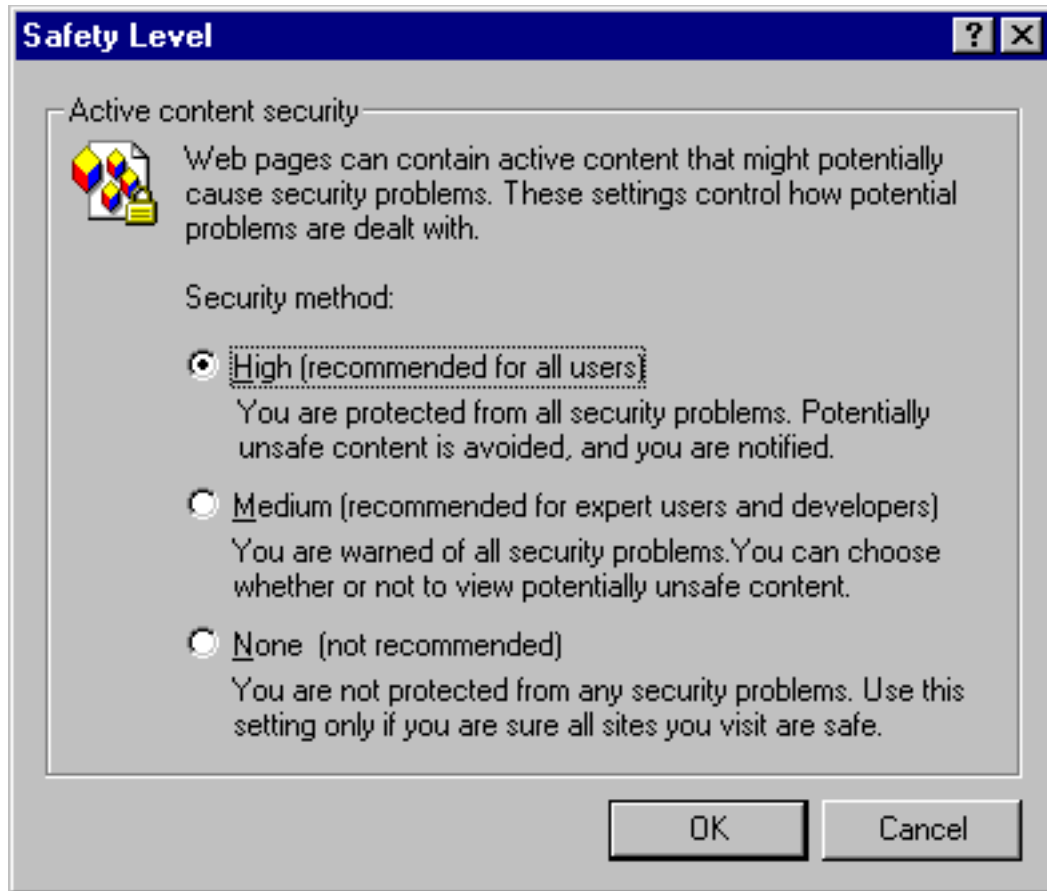 Safety Level
Active content security
Web pages can contain active content that might potentially
cause security problems. These settings control how potential
problems are dealt with.
Security method:
High (recommended for all users)
You are protected from all security problems. Potentially
unsafe content is avoided, and you are notified.
Medium (recommended for expert users and developers)
You are warned of all security problems.You can choose
whether or not to view potentially unsafe content.
None  (not recommended)
You are not protected from any security problems. Use this
setting only if you are sure all sites you visit are safe.
OK
Cancel